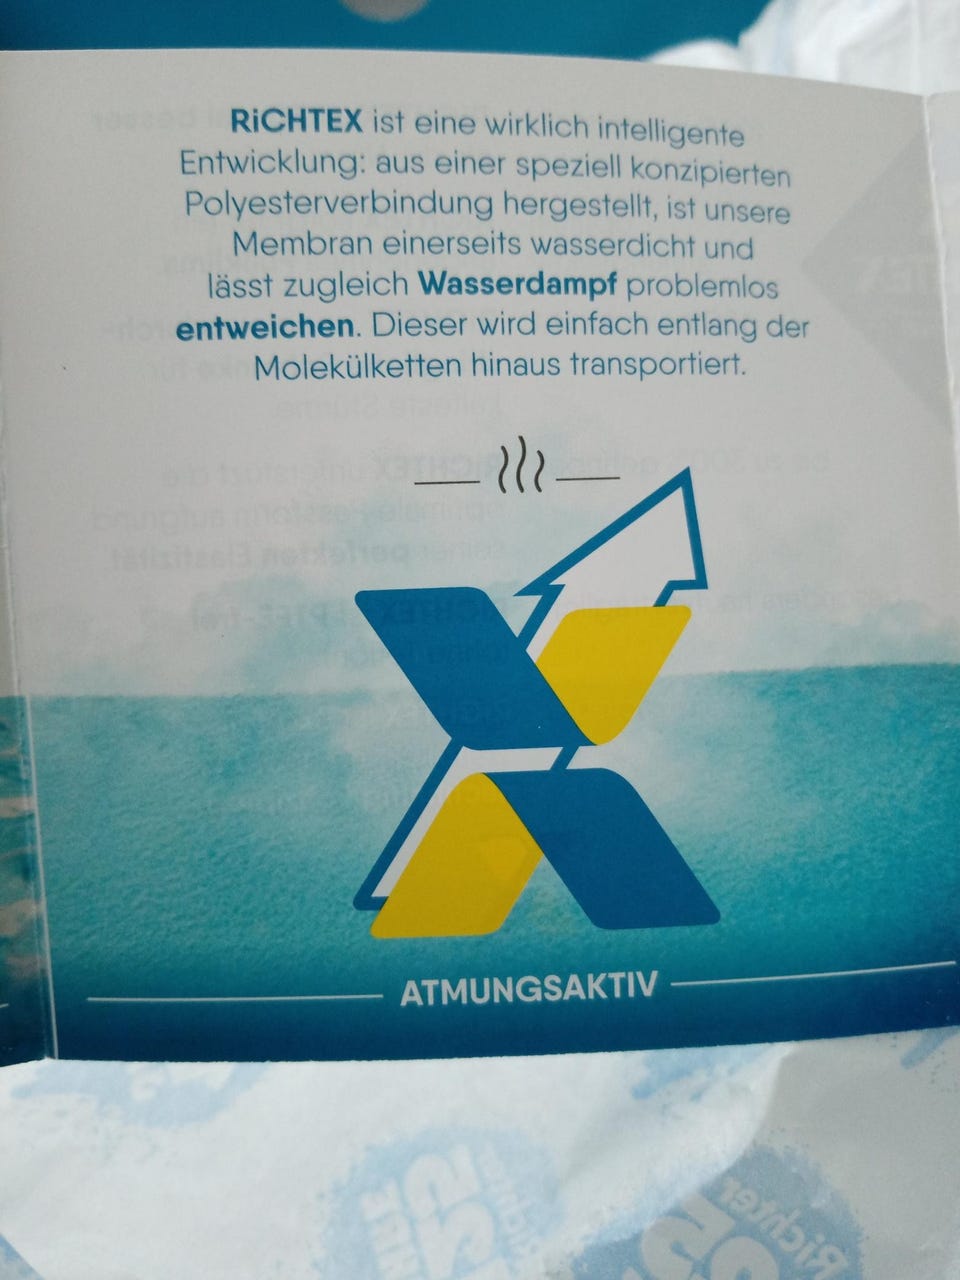 RiCHTEX ist eine wirklich intelligente
Entwicklung: aus einer speziell konzipierten
Polyesterverbindung hergestellt, ist unsere
Membran einerseits wasserdicht und
lässt zugleich Wasserdampf problemlos
entweichen. Dieser wird einfach entlang der
Molekülketten hinaus transportiert.
ATMUNGSAKTIV
Richter